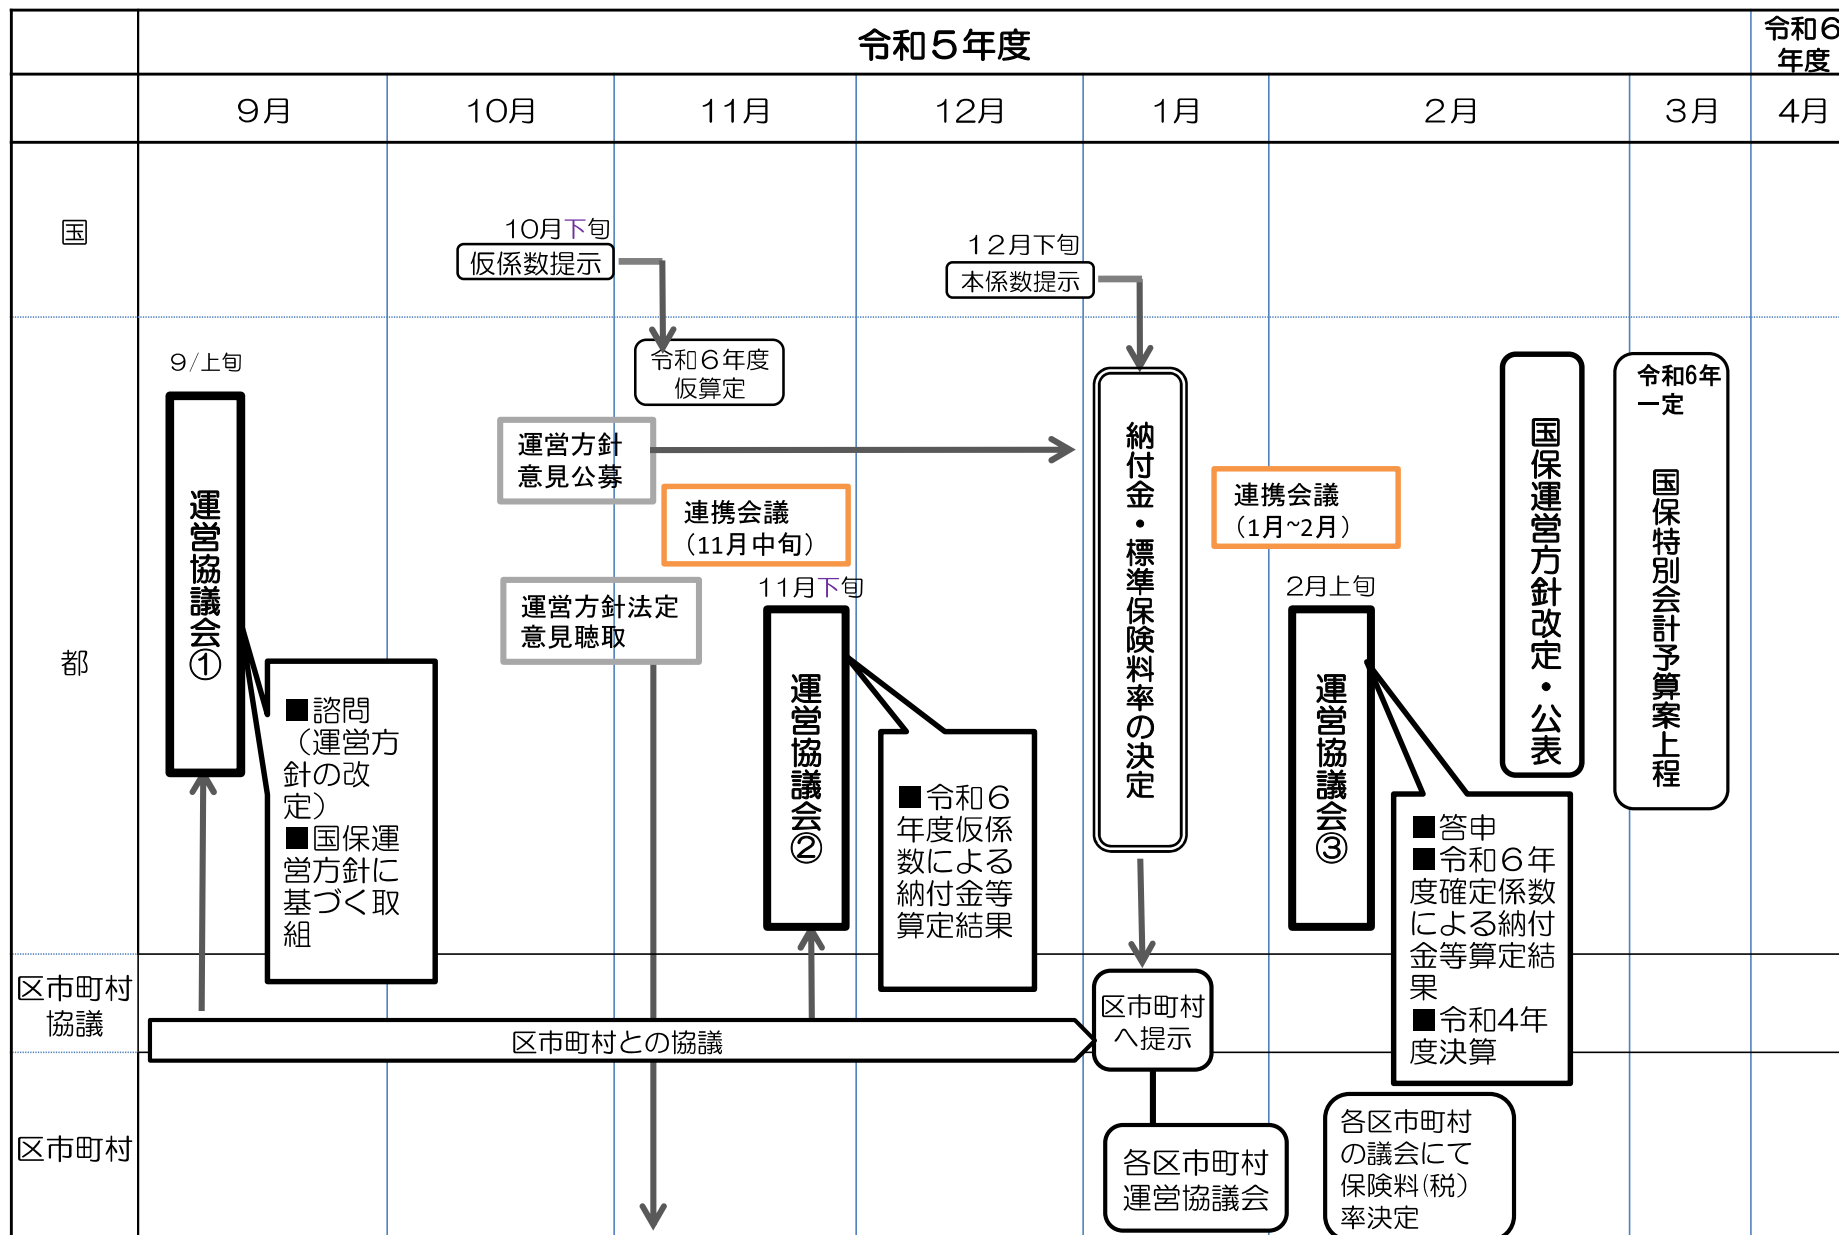 令和５年度
令和６
年度
９月
１０月
１１月
１２月
１月
２月
３月
４月
国
１０月下旬
仮係数提示
１２月下旬
本係数提示
都
９/上旬
運営協議会①
■諮問
（運営方
針の改
定）
■国保運
営方針に
基づく取
組
令和６年度
仮算定
運営方針
意見公募
連携会議
（11月中旬）
運営方針法定
意見聴取
１１月下旬
運営協議会②
■令和６
年度仮係
数による
納付金等
算定結果
納付金・標準保険料率の決定
連携会議
（1月~2月）
２月上旬
運営協議会③
■答申
■令和６年
度確定係数
による納付
金等算定結
果
■令和４年
度決算
国保運営方針改定・公表
令和6年
一定
国保特別会計予算案上程
区市町村
協議
区市町村との協議
区市町村
へ提示
区市町村
各区市町村
運営協議会
各区市町村
の議会にて
保険料(税)
率決定